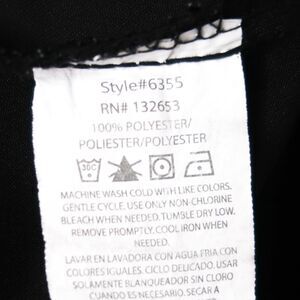 Style#6355
RN# 132653
100% POLYESTER/
POLIESTER/POLYESTER
30C
MACHINE WASH COLD WITH LIKE COLORS.
GENTLE CYCLE. USE ONLY NON-CHLORINE
BLEACH WHEN NEEDED. TUMBLE DRY LOW.
REMOVE PROMPTLY. COOL IRON WHEN
NEEDED.
LAVAR EN LAVADORA CON AGUA FRIA CON
COLORES IGUALES. CICLO DELICADO. USAR
SOLAMENTE BLANQUEADOR SIN CLORO
CUANDO ES NECESARIO. SECAR A